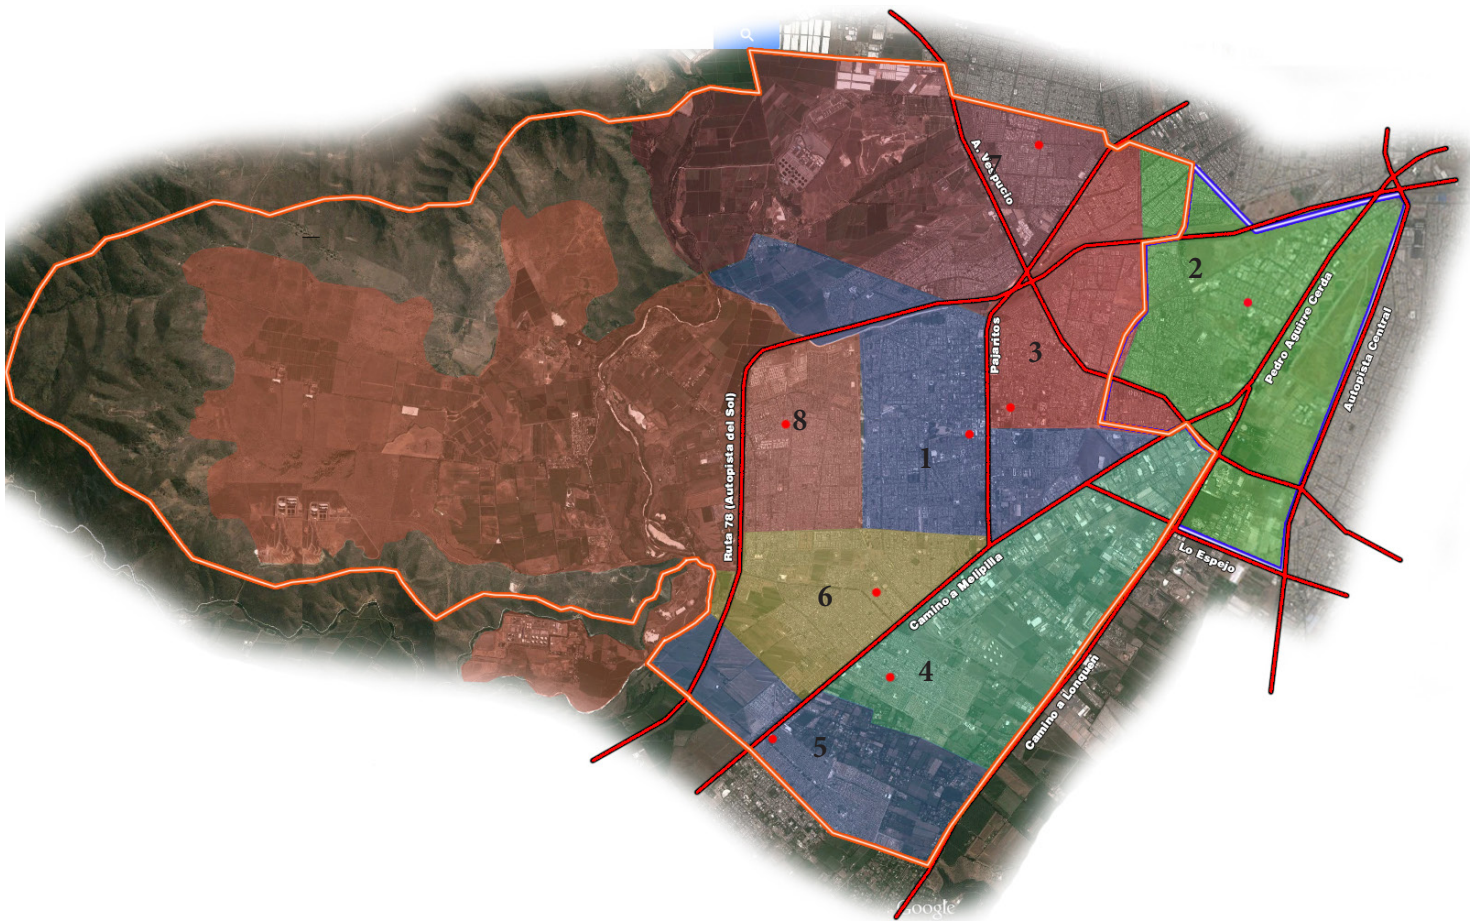 7
A. Vespucio
2
Pedro Aguirre Cerda
Autopista Central
Pajaritos
3
8
1
Ruta-78 (Autopista del Sol)
Lo Espejo
Camino a Melipilla
6
4
Camino a Lonquén
5
Google